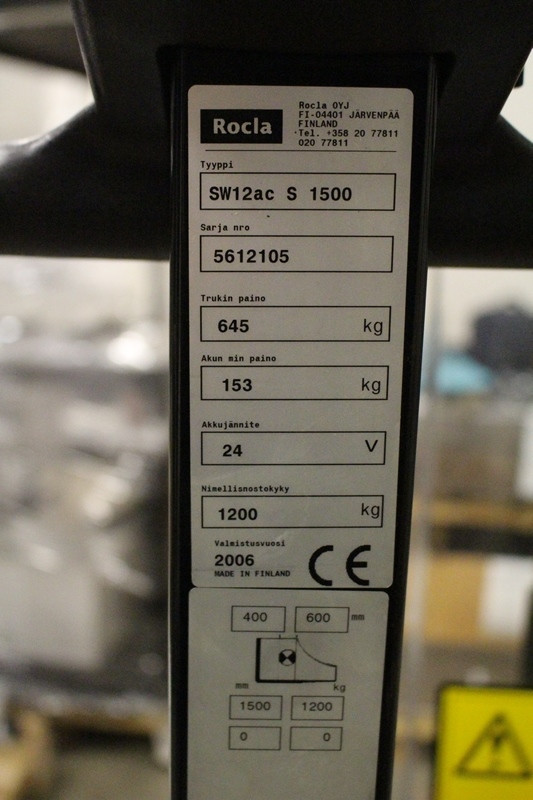 Rocla
Rocla OYJ
FI-04401 JÄRVENPÄÄ
FINLAND
Tel. +358 20 77811
020 77811
Tyyppi
SW12ac S 1500
Sarja nro
5612105
Trukin paino
645 kg
Akun min paino
153 kg
Akkujännite
24 V
Nimellisnostokyky
1200 kg
Valmistusvuosi
2006
MADE IN FINLAND
CE
400 600 mm
mm kg
1500 1200
0 0